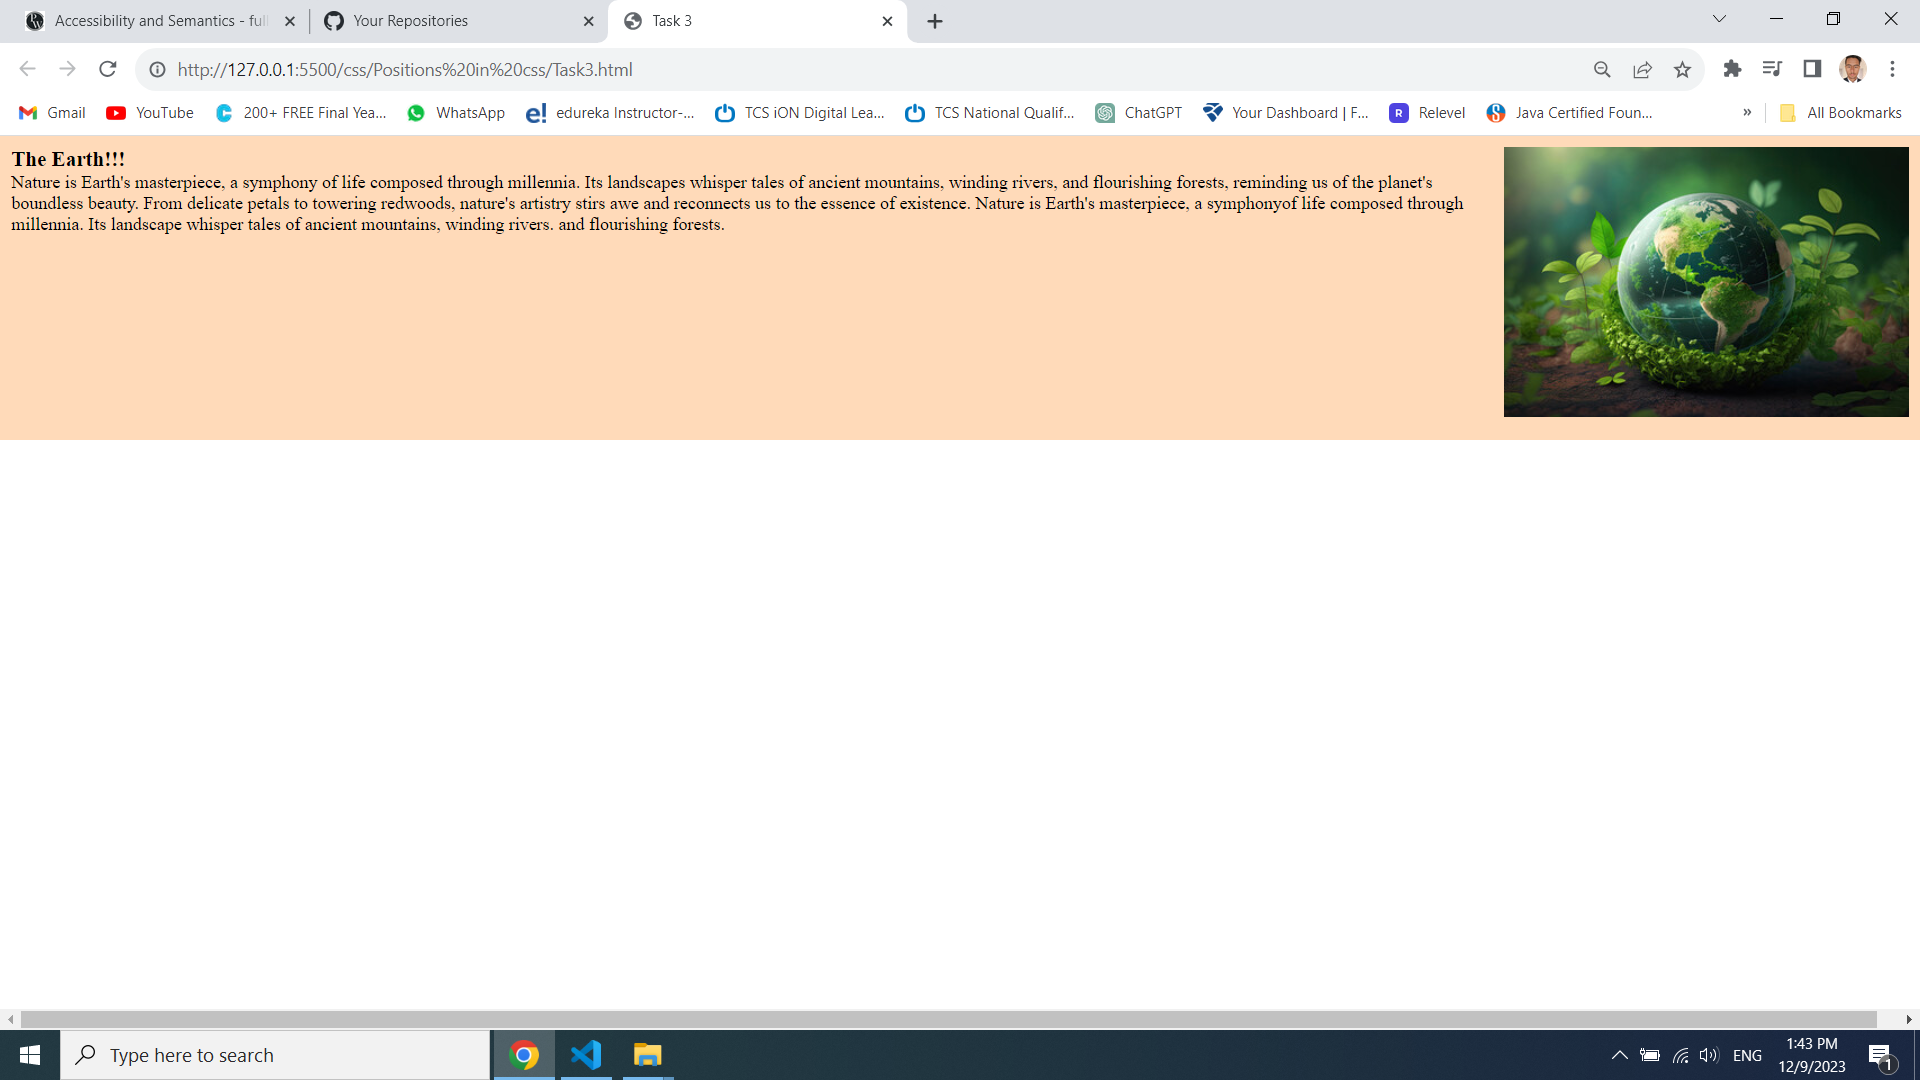 Accessibility and Semantics - ful
Your Repositories
Task 3
http://127.0.0.1:5500/css/Positions%20in%20css/Task3.html
Gmail
YouTube
200+ FREE Final Yea...
WhatsApp
edureka Instructor-...
TCS iON Digital Lea...
TCS National Qualif...
ChatGPT
Your Dashboard | F...
Relevel
Java Certified Foun...
»
All Bookmarks
The Earth!!!
Nature is Earth's masterpiece, a symphony of life composed through millennia. Its landscapes whisper tales of ancient mountains, winding rivers, and flourishing forests, reminding us of the planet's
boundless beauty. From delicate petals to towering redwoods, nature's artistry stirs awe and reconnects us to the essence of existence. Nature is Earth's masterpiece, a symphonyof life composed through
millennia. Its landscape whisper tales of ancient mountains, winding rivers. and flourishing forests.
Type here to search
ENG
1:43 PM
12/9/2023
1